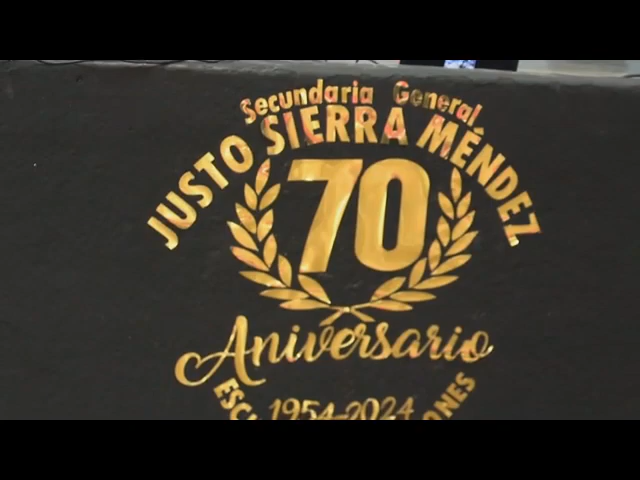 Secundaria General
JUSTO SIERRA MÉNDEZ
70
Aniversario
1954-2024